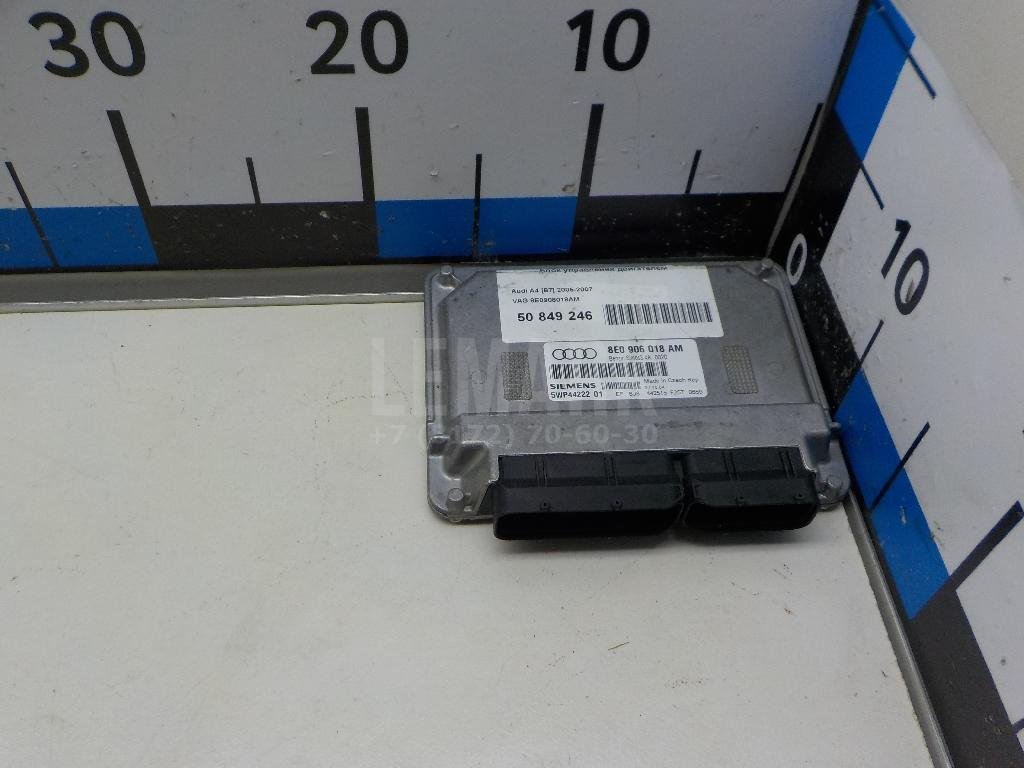 30 20 10
0
10
Блок управления двигателем
Audi A4 [B7] 2005-2007
VAG 8E0906018AM
50 849 246
8E0 906 018 AM
SIEMENS
Made in Czech Rep
5WP44222 01
LEMARK
70-60-30